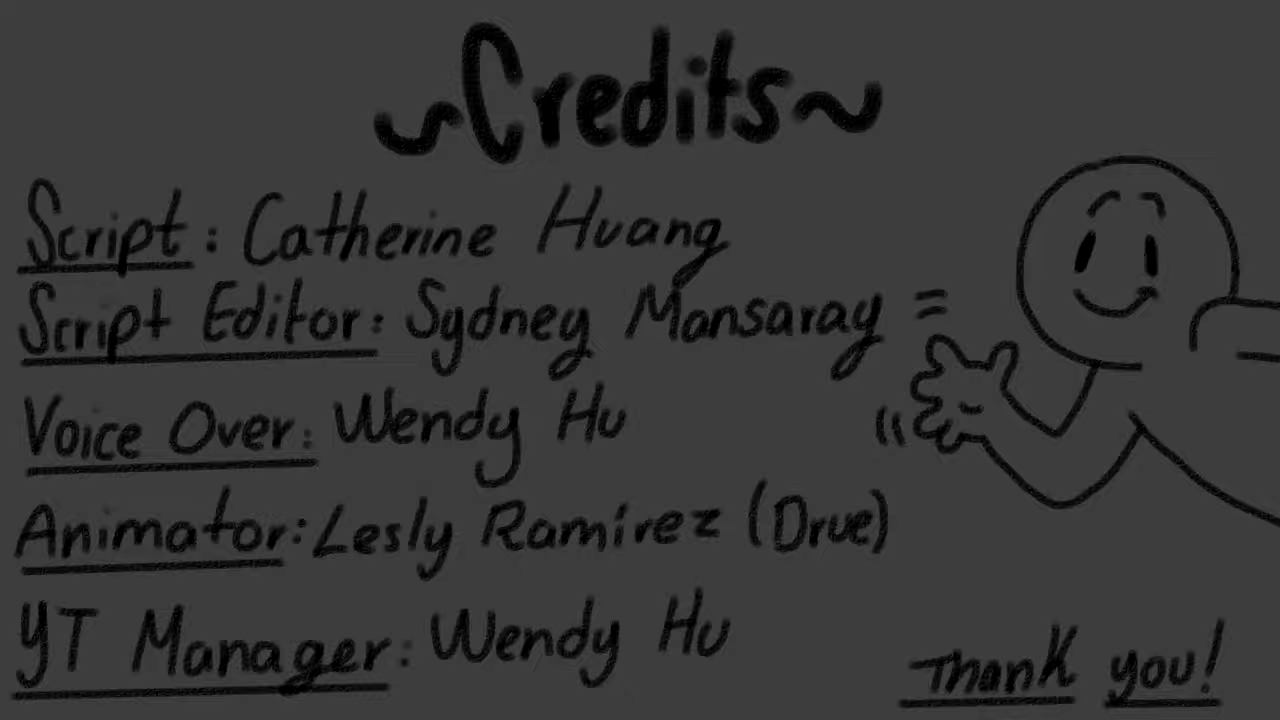 ~Credits~
Script: Catherine Huang
Script Editor: Sydney Mansaray
Voice Over: Wendy Hu
Animator: Lesly Ramirez (Drue)
YT Manager: Wendy Hu
Thank you!